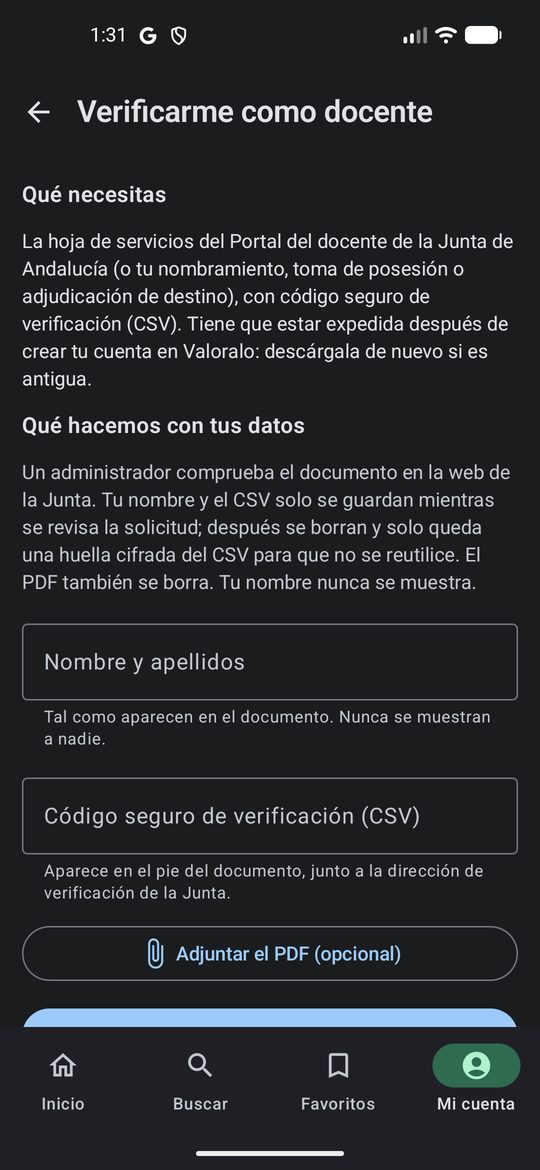 1:31
Verificarme como docente
Qué necesitas
La hoja de servicios del Portal del docente de la Junta de
Andalucía (o tu nombramiento, toma de posesión o
adjudicación de destino), con código seguro de
verificación (CSV). Tiene que estar expedida después de
crear tu cuenta en Valoralo: descárgala de nuevo si es
antigua.
Qué hacemos con tus datos
Un administrador comprueba el documento en la web de
la Junta. Tu nombre y el CSV solo se guardan mientras
se revisa la solicitud; después se borran y solo queda
una huella cifrada del CSV para que no se reutilice. El
PDF también se borra. Tu nombre nunca se muestra.
Nombre y apellidos
Tal como aparecen en el documento. Nunca se muestran
a nadie.
Código seguro de verificación (CSV)
Aparece en el pie del documento, junto a la dirección de
verificación de la Junta.
Adjuntar el PDF (opcional)
Inicio
Buscar
Favoritos
Mi cuenta